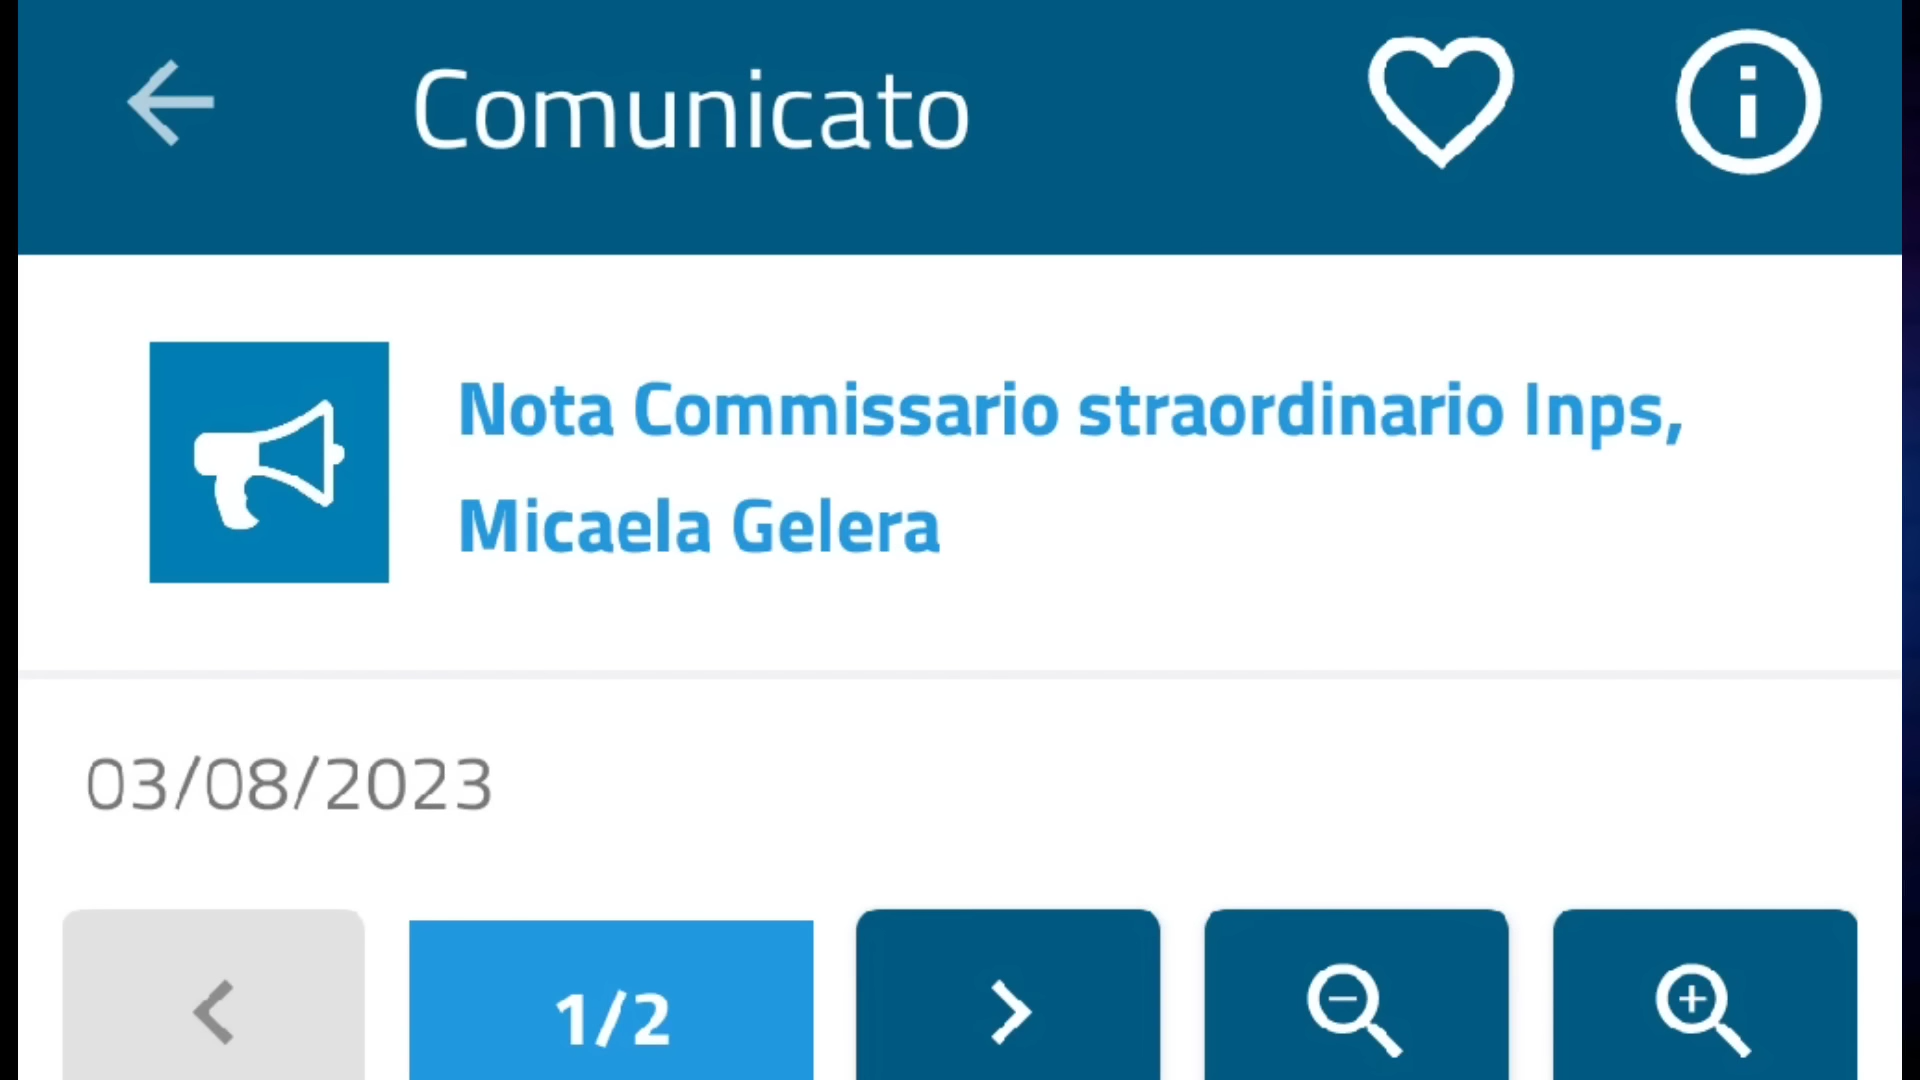 Comunicato
Nota Commissario straordinario Inps,
Micaela Gelera
03/08/2023
1/2